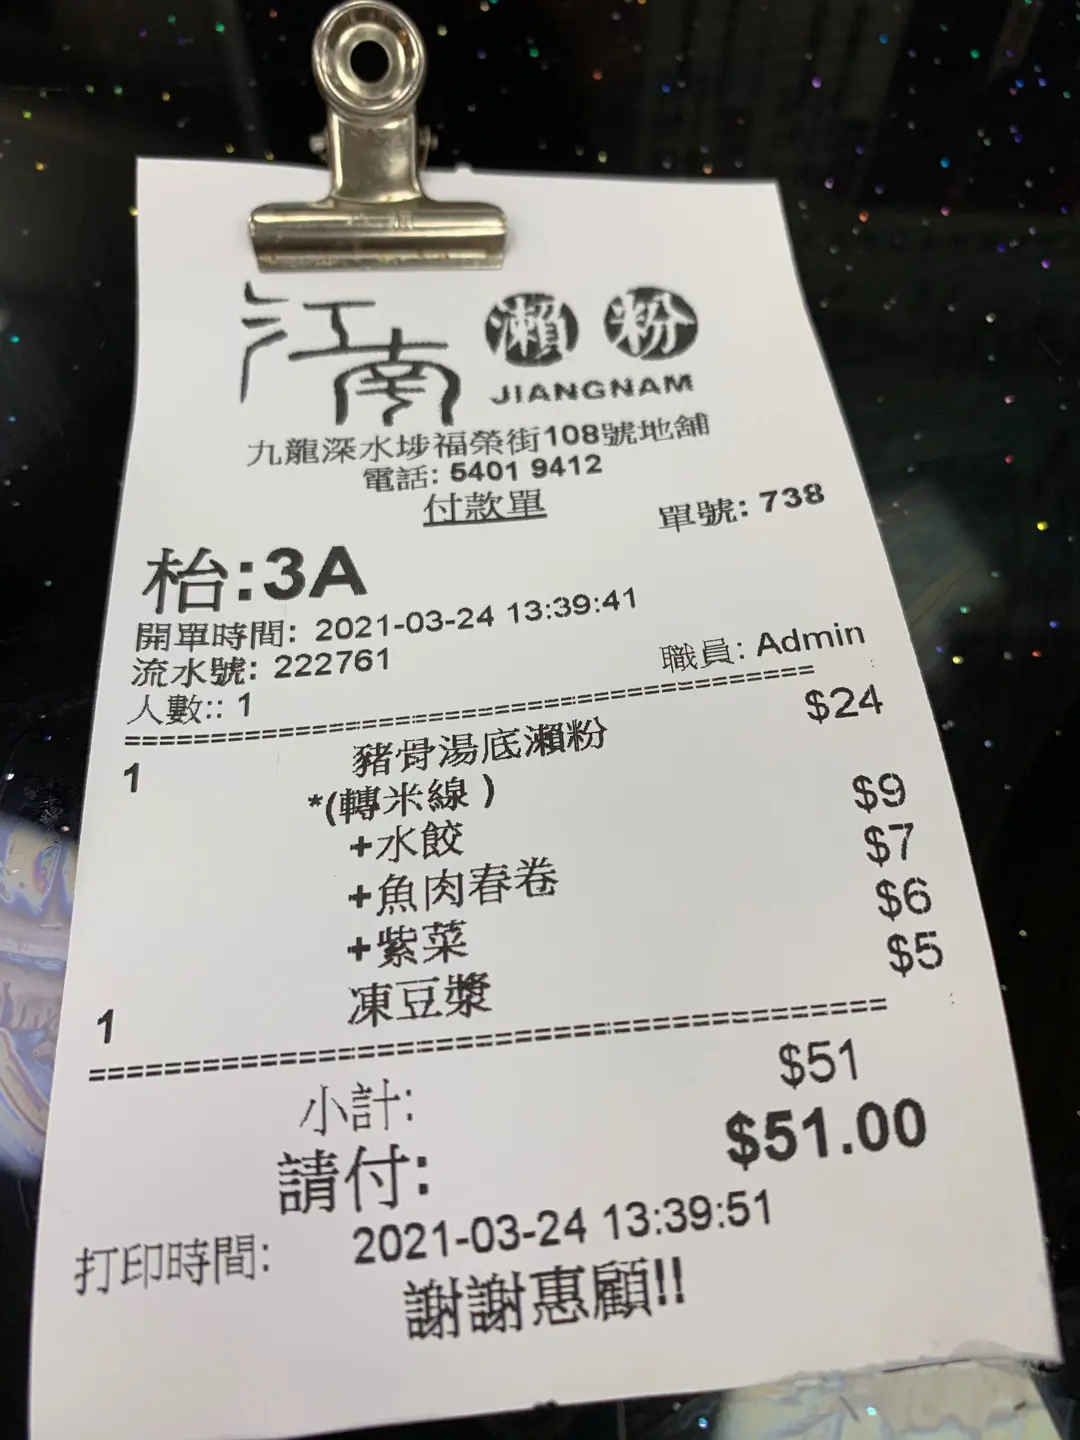 江南 瀨粉
JIANGNAM
九龍深水埗福榮街108號地舖
電話: 5401 9412
付款單
單號: 738
枱:3A
開單時間: 2021-03-24 13:39:41
流水號: 222761
職員: Admin
人數:: 1
==========================================
1 豬骨湯底瀨粉 $24
*(轉米線 )
+水餃 $9
+魚肉春卷 $7
+紫菜 $6
1 凍豆漿 $5
==========================================
小計: $51
請付: $51.00
打印時間: 2021-03-24 13:39:51
謝謝惠顧!!